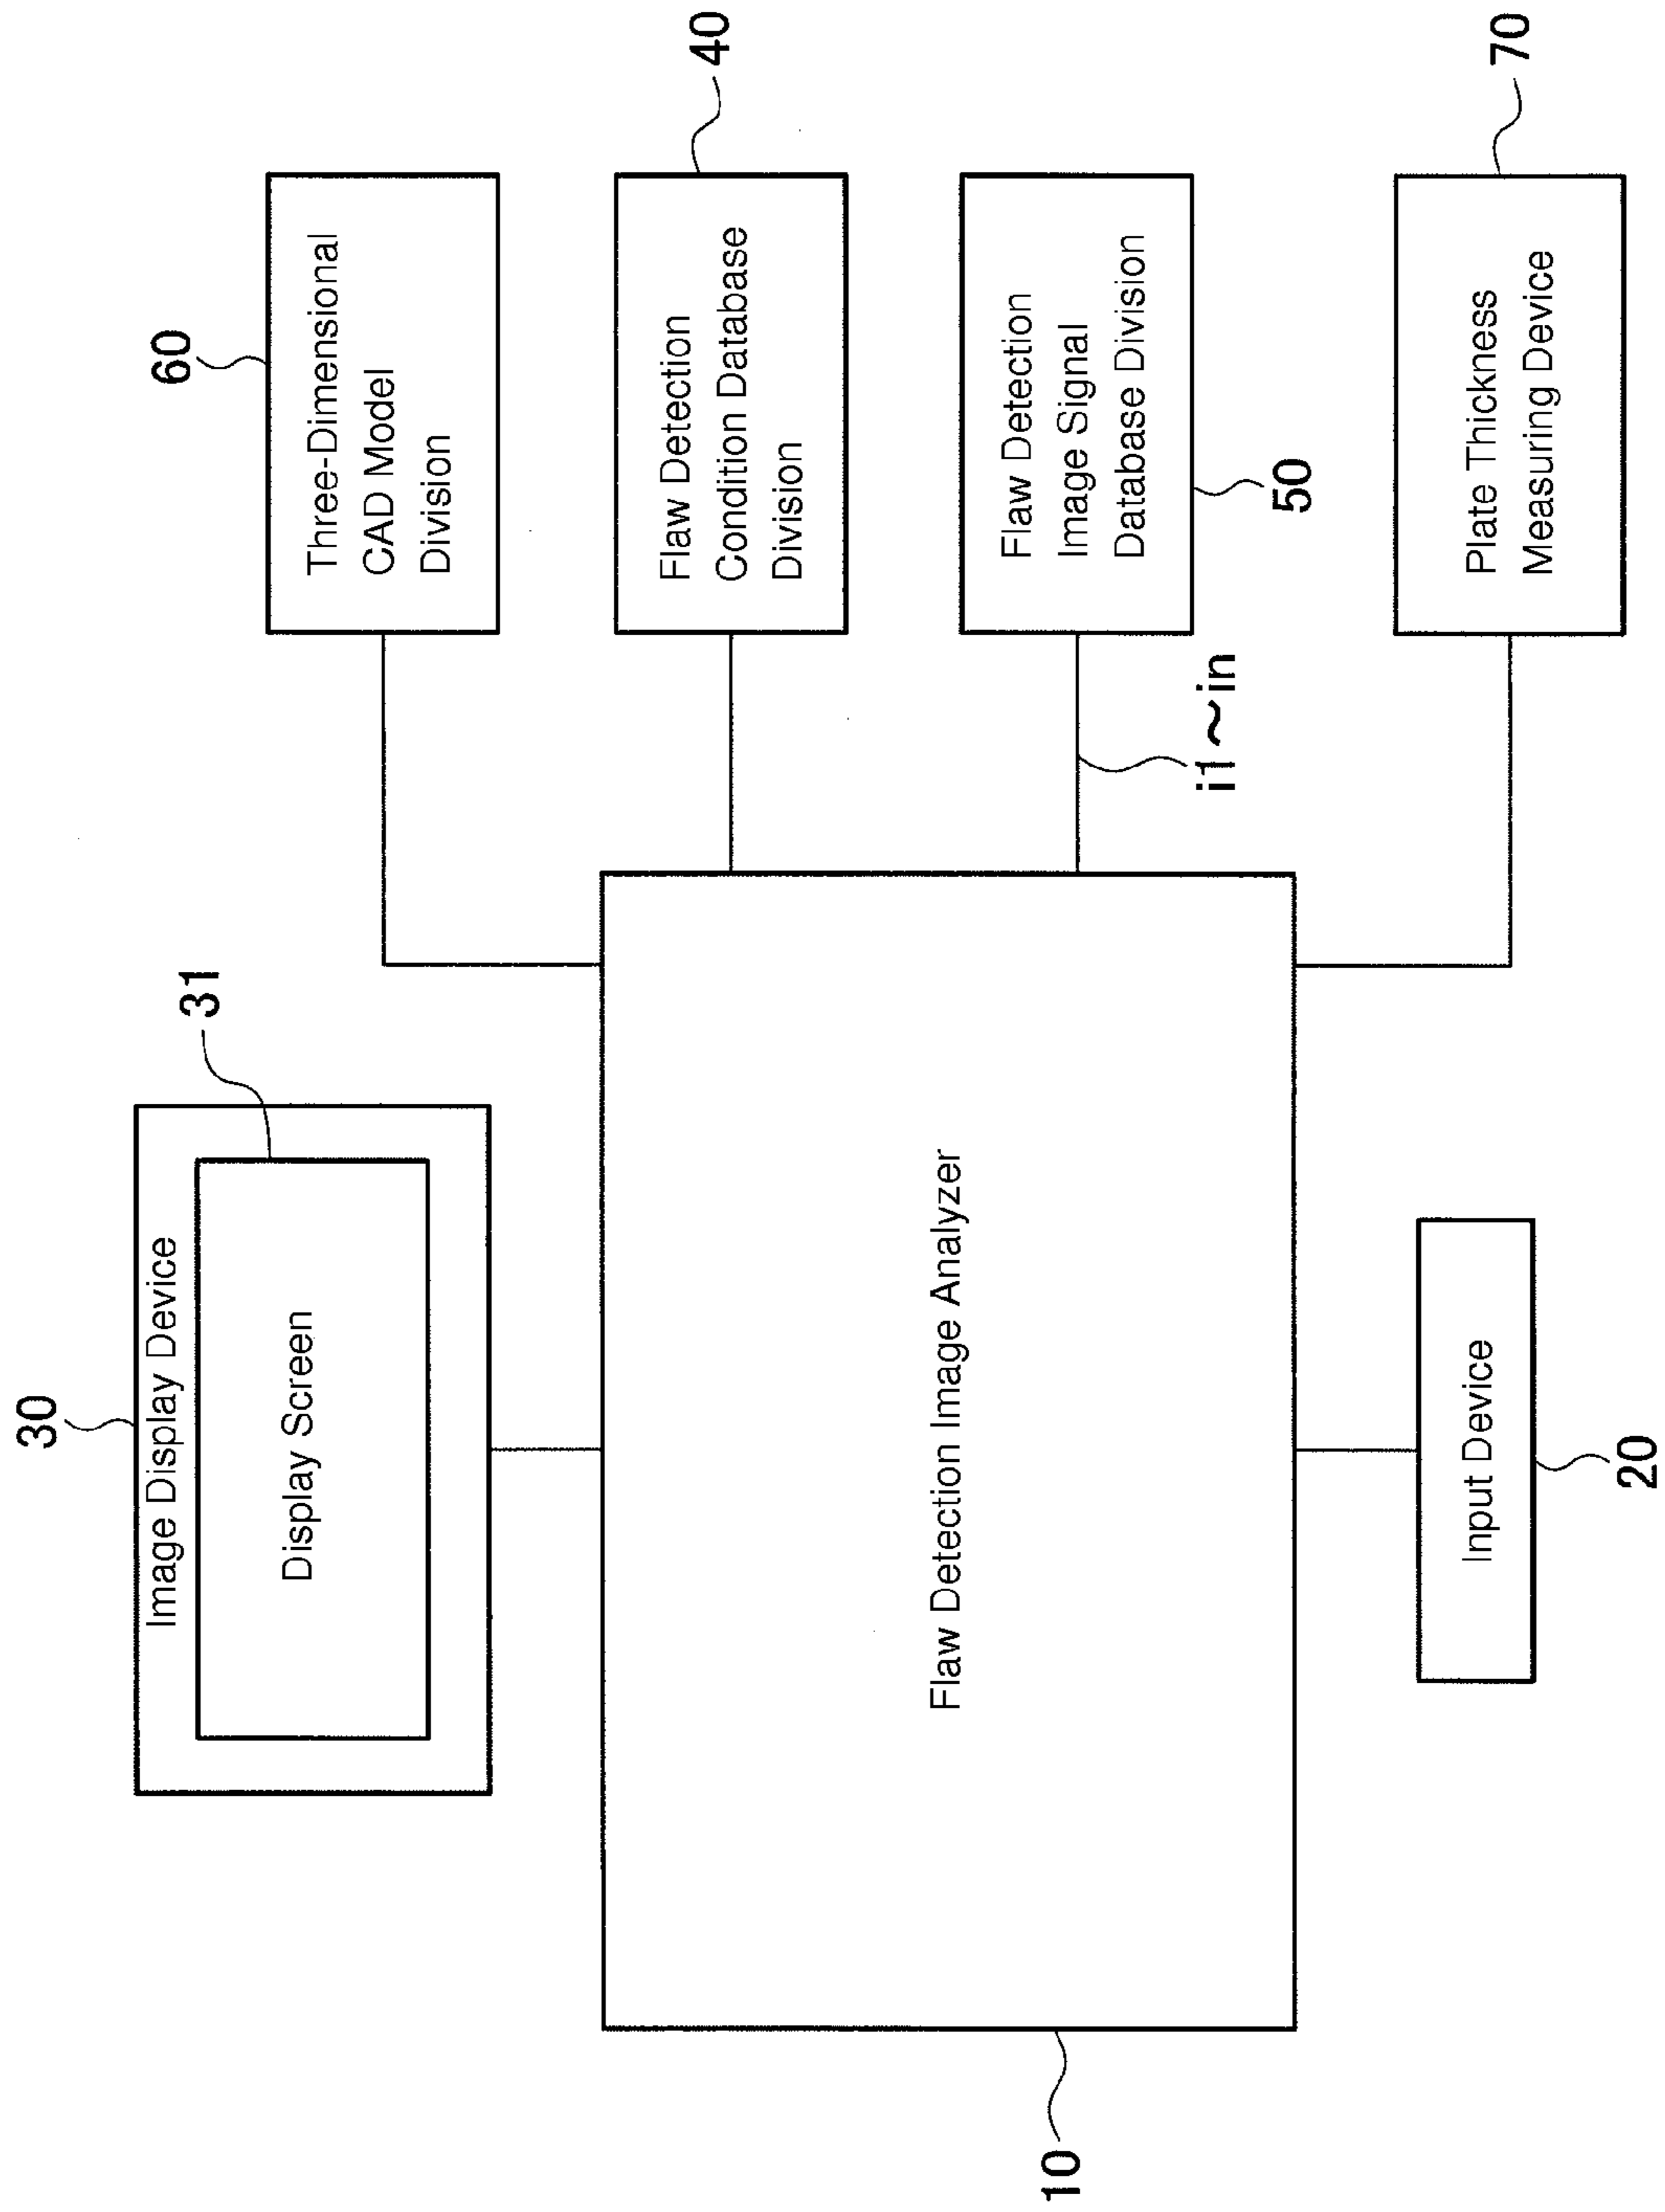 30
Image Display Device
31
Display Screen
60
Three-Dimensional
CAD Model
Division
40
Flaw Detection
Condition Database
Division
Flaw Detection
Image Signal
Database Division
50
i1~in
70
Plate Thickness
Measuring Device
Flaw Detection Image Analyzer
10
Input Device
20